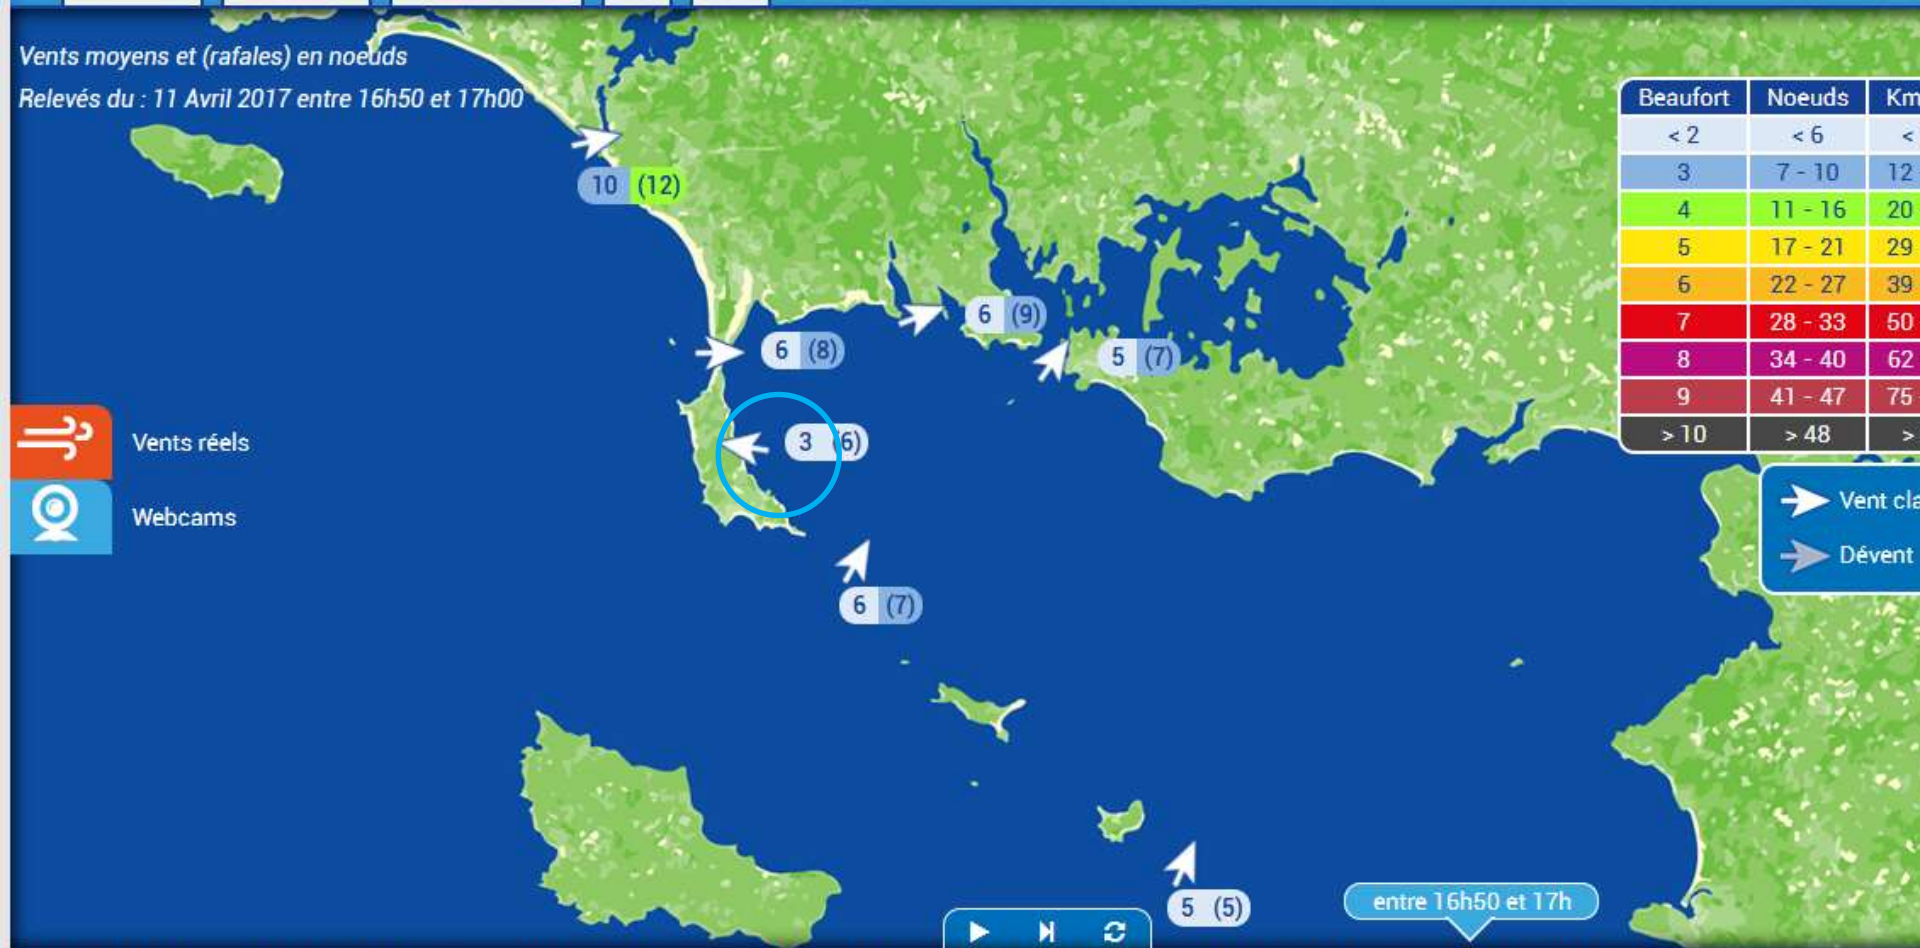 Vents moyens et (rafales) en noeuds
Relevés du : 11 Avril 2017 entre 16h50 et 17h00
Beaufort Noeuds Km
< 2 < 6 <
3 7 - 10 12
4 11 - 16 20
5 17 - 21 29
6 22 - 27 39
7 28 - 33 50
8 34 - 40 62
9 41 - 47 75
> 10 > 48 >
10 (12)
6 (9)
6 (8)
5 (7)
3 (6)
Vents réels
Webcams
Vent cla
Dévent
6 (7)
5 (5)
entre 16h50 et 17h